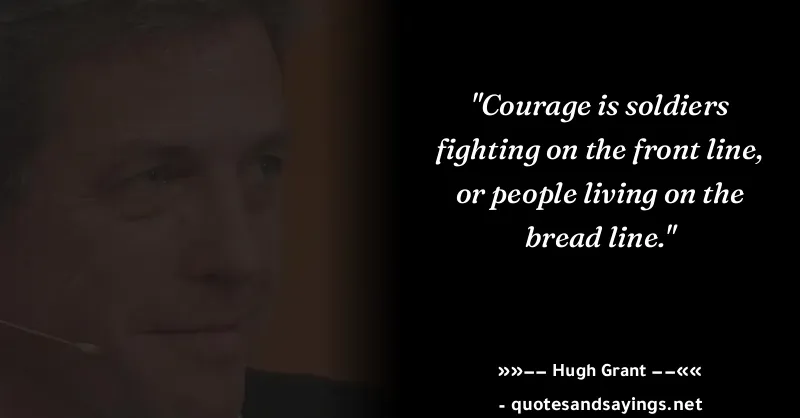 "Courage is soldiers
fighting on the front line,
or people living on the
bread line."
»»−− Hugh Grant −−««
- quotesandsayings.net